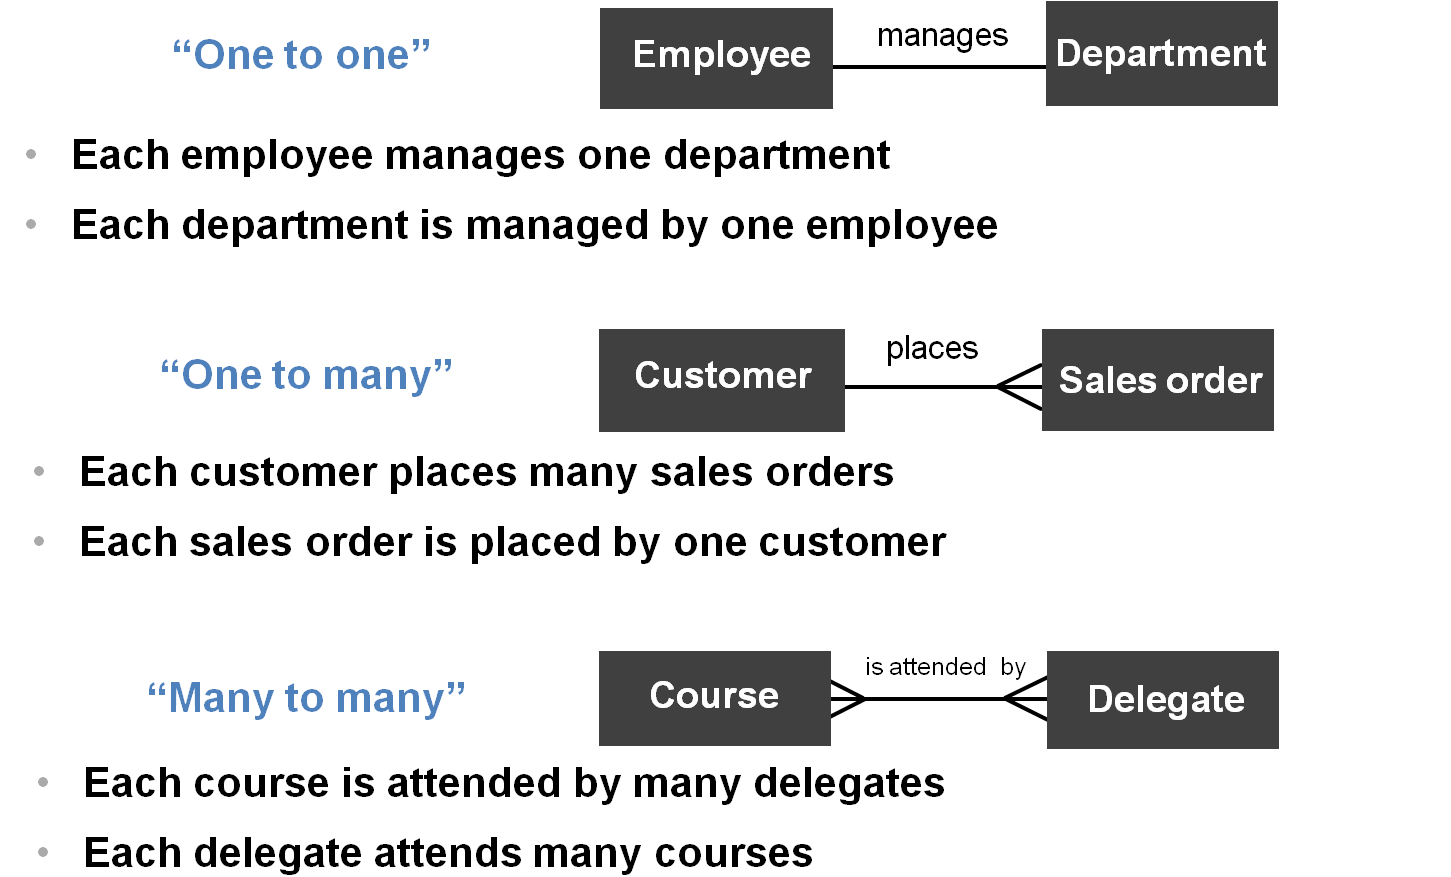 “One to one”
Employee
manages
Department
• Each employee manages one department
• Each department is managed by one employee
“One to many”
Customer
places
Sales order
• Each customer places many sales orders
• Each sales order is placed by one customer
“Many to many”
Course
is attended by
Delegate
• Each course is attended by many delegates
• Each delegate attends many courses